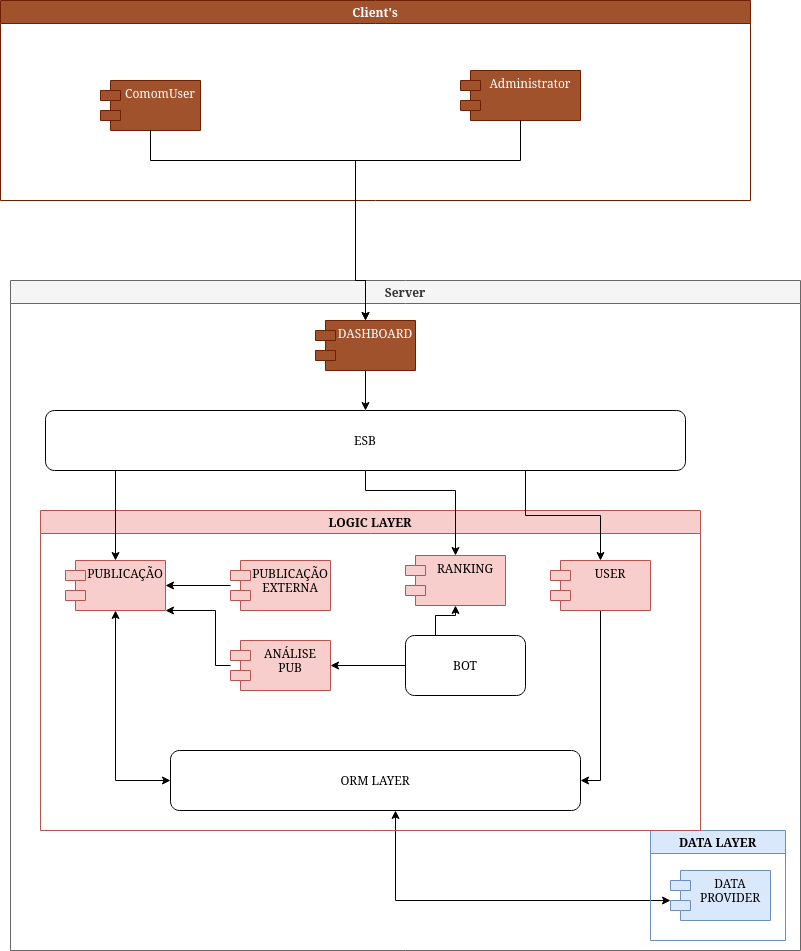 Client's
ComomUser
Administrator
Server
DASHBOARD
ESB
LOGIC LAYER
PUBLICAÇÃO
PUBLICAÇÃO
EXTERNA
RANKING
USER
ANÁLISE
PUB
BOT
ORM LAYER
DATA LAYER
DATA
PROVIDER